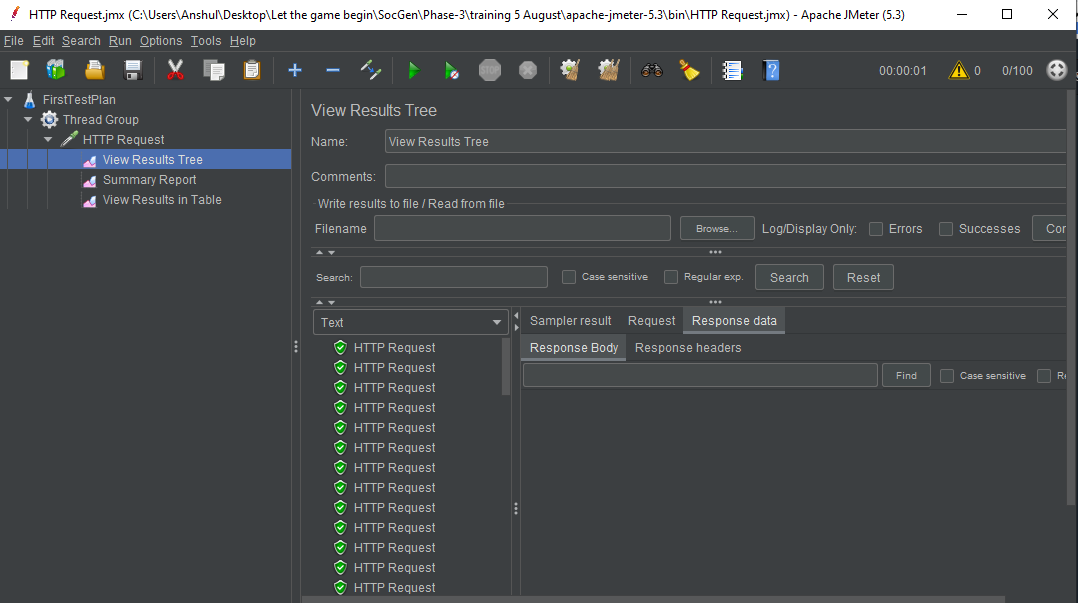 HTTP Request.jmx (C:\Users\Anshul\Desktop\Let the game begin\SocGen\Phase-3\training 5 August\apache-jmeter-5.3\bin\HTTP Request.jmx) - Apache JMeter (5.3)
File Edit Search Run Options Tools Help
STOP 00:00:01 0 0/100
FirstTestPlan
Thread Group
HTTP Request
View Results Tree
Summary Report
View Results in Table
View Results Tree
Name: View Results Tree
Comments:
Write results to file / Read from file
Filename Browse... Log/Display Only: Errors Successes Con
Search: Case sensitive Regular exp. Search Reset
Text
Sampler result Request Response data
Response Body Response headers
Find Case sensitive Re
HTTP Request
HTTP Request
HTTP Request
HTTP Request
HTTP Request
HTTP Request
HTTP Request
HTTP Request
HTTP Request
HTTP Request
HTTP Request
HTTP Request
HTTP Request